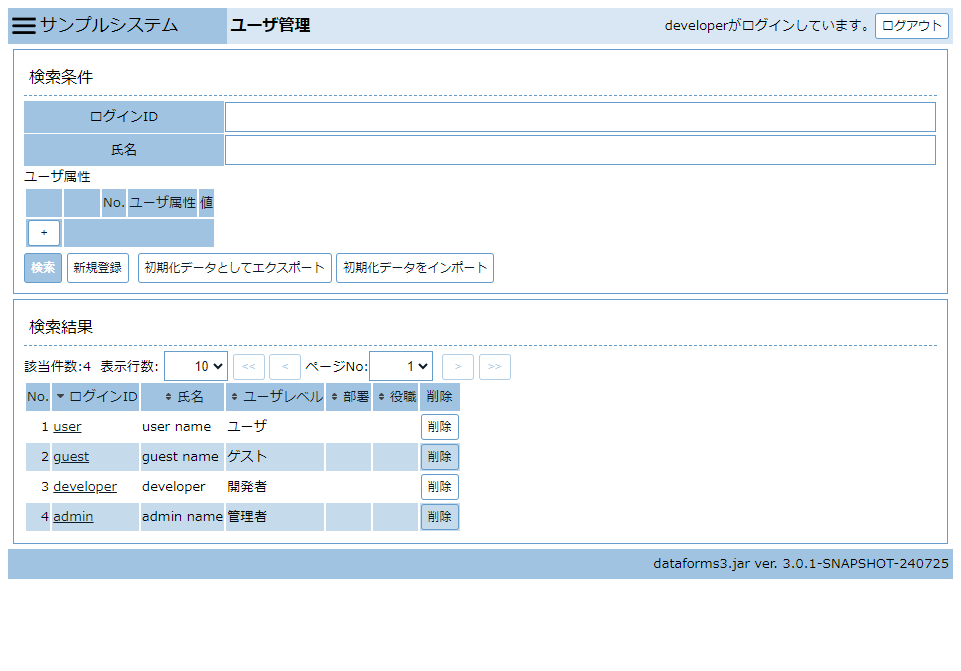 サンプルシステム ユーザ管理 developerがログインしています。 ログアウト
検索条件
ログインID
氏名
ユーザ属性
No. ユーザ属性 値
+
検索 新規登録 初期化データとしてエクスポート 初期化データをインポート
検索結果
該当件数:4 表示行数: 10 << < ページNo: 1 > >>
No. ログインID 氏名 ユーザレベル 部署 役職 削除
1 user user name ユーザ 削除
2 guest guest name ゲスト 削除
3 developer developer 開発者 削除
4 admin admin name 管理者 削除
dataforms3.jar ver. 3.0.1-SNAPSHOT-240725